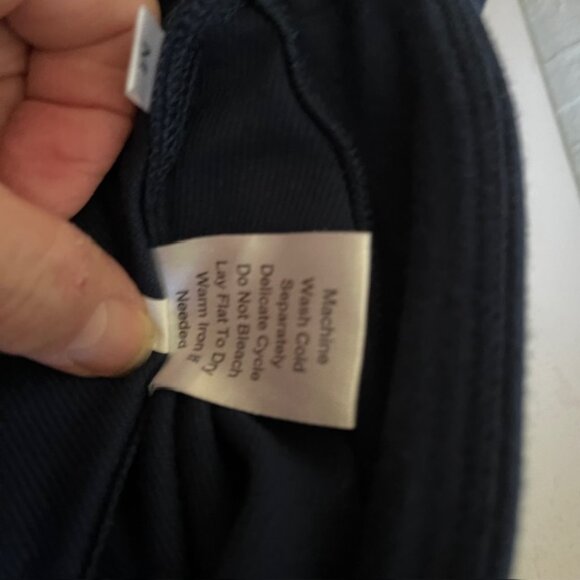 Machine
Wash Cold
Separately
Delicate Cycle
Do Not Bleach
Lay Flat To Dry
Warm Iron If
Needed